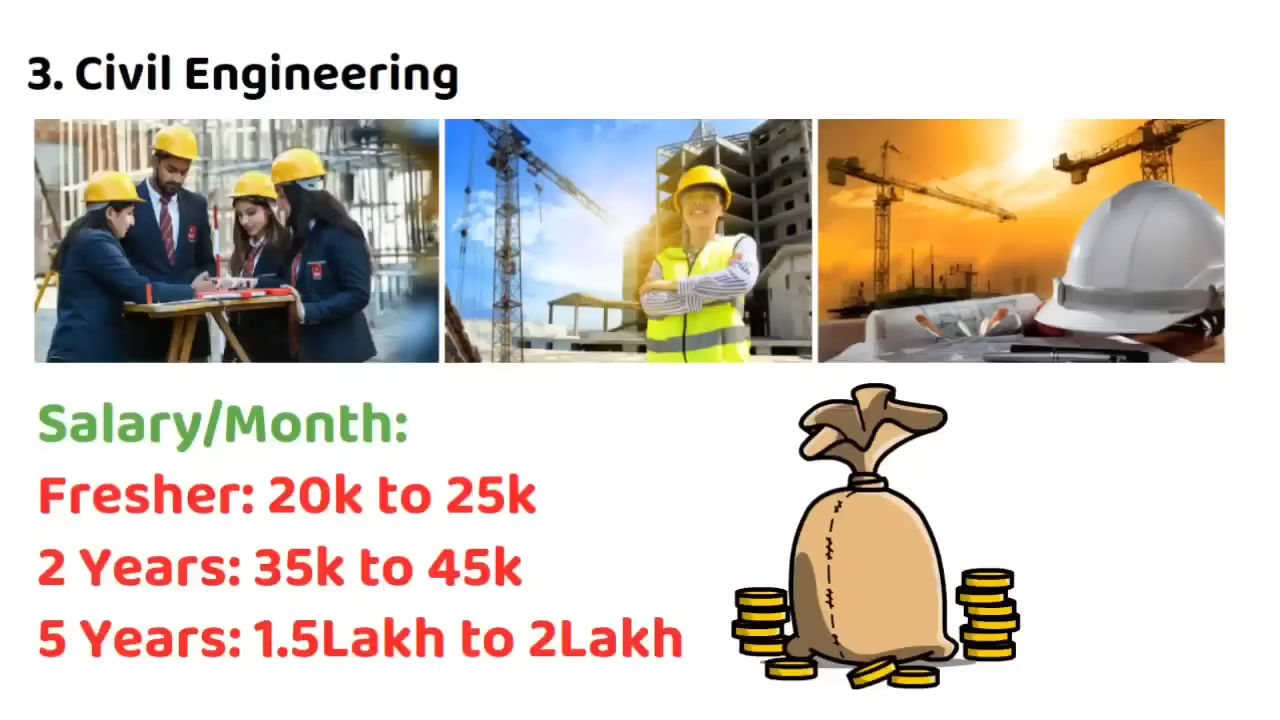 3. Civil Engineering
Salary/Month:
Fresher: 20k to 25k
2 Years: 35k to 45k
5 Years: 1.5Lakh to 2Lakh